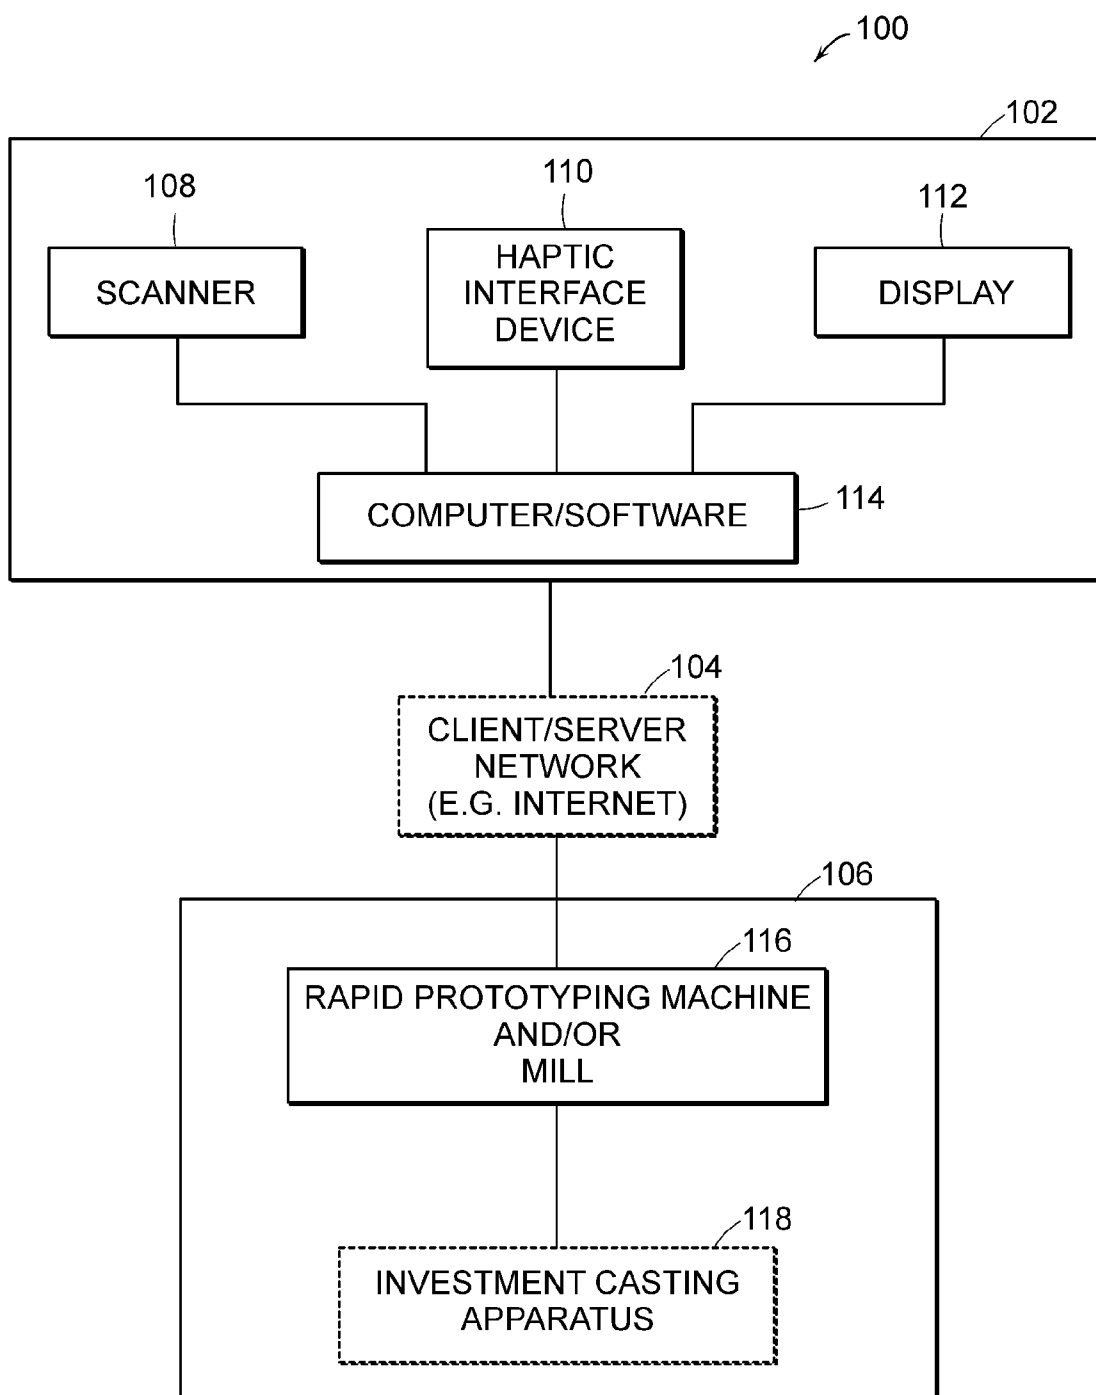 100
102
108
110
112
SCANNER
HAPTIC
INTERFACE
DEVICE
DISPLAY
COMPUTER/SOFTWARE
114
104
CLIENT/SERVER
NETWORK
(E.G. INTERNET)
106
116
RAPID PROTOTYPING MACHINE
AND/OR
MILL
118
INVESTMENT CASTING
APPARATUS